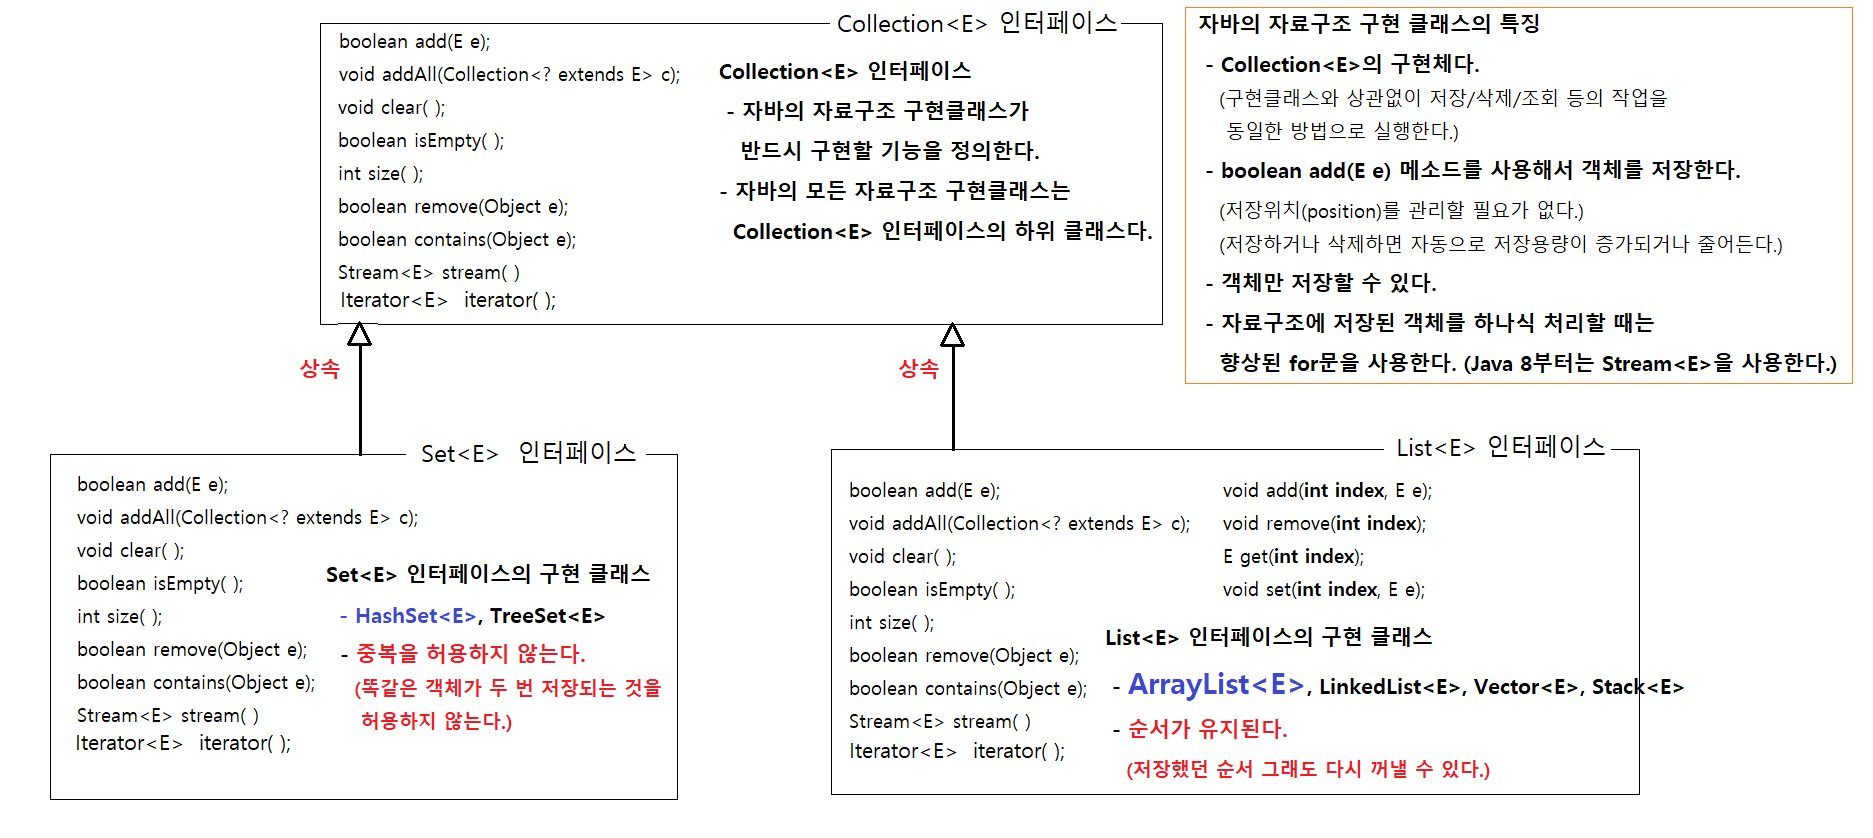 Collection<E> 인터페이스
boolean add(E e);
void addAll(Collection<? extends E> c);
void clear( );
boolean isEmpty( );
int size( );
boolean remove(Object e);
boolean contains(Object e);
Stream<E> stream( )
Iterator<E> iterator( );
Collection<E> 인터페이스
- 자바의 자료구조 구현클래스가
반드시 구현할 기능을 정의한다.
- 자바의 모든 자료구조 구현클래스는
Collection<E> 인터페이스의 하위 클래스다.
자바의 자료구조 구현 클래스의 특징
- Collection<E>의 구현체다.
(구현클래스와 상관없이 저장/삭제/조회 등의 작업을
동일한 방법으로 실행한다.)
- boolean add(E e) 메소드를 사용해서 객체를 저장한다.
(저장위치(position)를 관리할 필요가 없다.)
(저장하거나 삭제하면 자동으로 저장용량이 증가되거나 줄어든다.)
- 객체만 저장할 수 있다.
- 자료구조에 저장된 객체를 하나식 처리할 때는
향상된 for문을 사용한다. (Java 8부터는 Stream<E>을 사용한다.)
상속
상속
Set<E> 인터페이스
boolean add(E e);
void addAll(Collection<? extends E> c);
void clear( );
boolean isEmpty( );
int size( );
boolean remove(Object e);
boolean contains(Object e);
Stream<E> stream( )
Iterator<E> iterator( );
Set<E> 인터페이스의 구현 클래스
- HashSet<E>, TreeSet<E>
- 중복을 허용하지 않는다.
(똑같은 객체가 두 번 저장되는 것을
허용하지 않는다.)
List<E> 인터페이스
boolean add(E e);
void addAll(Collection<? extends E> c);
void clear( );
boolean isEmpty( );
int size( );
boolean remove(Object e);
boolean contains(Object e);
Stream<E> stream( )
Iterator<E> iterator( );
void add(int index, E e);
void remove(int index);
E get(int index);
void set(int index, E e);
List<E> 인터페이스의 구현 클래스
- ArrayList<E>, LinkedList<E>, Vector<E>, Stack<E>
- 순서가 유지된다.
(저장했던 순서 그래도 다시 꺼낼 수 있다.)